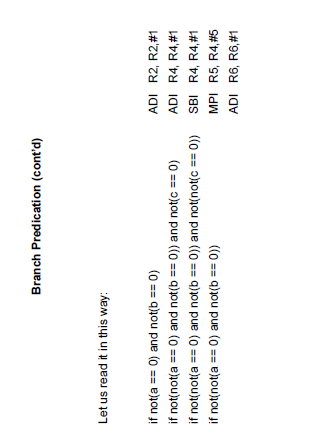 Branch Predication (cont'd)
Let us read it in this way:
if not(a == 0) and not(b == 0) ADI R2, R2,#1
if not(not(a == 0) and not(b == 0)) and not(c == 0) ADI R4, R4,#1
if not(not(a == 0) and not(b == 0)) and not(not(c == 0)) SBI R4, R4,#1
if not(not(a == 0) and not(b == 0)) MPI R5, R4,#5
ADI R6, R6,#1